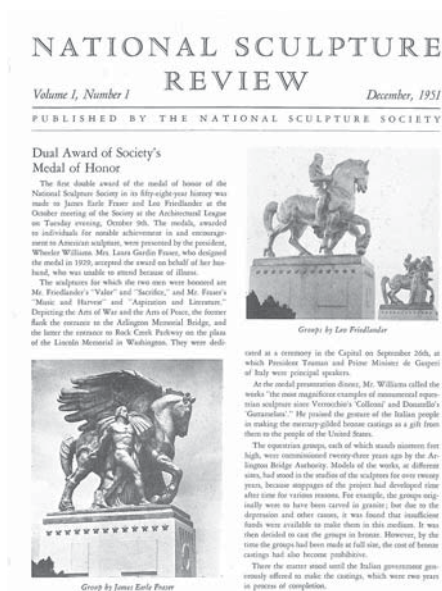 NATIONAL SCULPTURE
REVIEW
Volume 1, Number 1
December, 1951
PUBLISHED BY THE NATIONAL SCULPTURE SOCIETY
Dual Award of Society's
Medal of Honor
The first double award of the medal of honor of the
National Sculpture Society in its fifty-eight-year history was
made to James Earle Fraser and Leo Friedlander at the
October meeting of the Society at the Architectural League
on Tuesday evening, October 9th. The medals, awarded
to individuals for notable achievement in and encourage-
ment to American sculpture, were presented by the president,
Wheeler Williams. Mrs. Laura Gardin Fraser, who designed
the medal in 1929, accepted the award on behalf of her hus-
band, who was unable to attend because of illness.
The sculptures for which the two men were honored are
Mr. Friedlander's "Valor" and "Sacrifice," and Mr. Fraser's
"Music and Harvest" and "Aspiration and Literature."
Depicting the Arts of War and the Arts of Peace, the former
flank the entrance to the Arlington Memorial Bridge, and
the latter the entrance to Rock Creek Parkway on the plaza
of the Lincoln Memorial in Washington. They were dedi-
Group by James Earle Fraser
Groups by Leo Friedlander
cated at a ceremony in the Capitol on September 26th, at
which President Truman and Prime Minister de Gasperi
of Italy were principal speakers.
At the medal presentation dinner, Mr. Williams called the
works "the most magnificent examples of monumental eques-
trian sculpture since Verrocchio's 'Colleoni' and Donatello's
'Gattamelata'." He praised the gesture of the Italian people
in making the mercury-gilded bronze castings as a gift from
them to the people of the United States.
The equestrian groups, each of which stands nineteen feet
high, were commissioned twenty-three years ago by the Ar-
lington Bridge Authority. Models of the works, at different
sizes, had stood in the studios of the sculptors for over twenty
years, because stoppages of the project had developed time
after time for various reasons. For example, the groups orig-
inally were to have been carved in granite; but due to the
depression and other causes, it was found that insufficient
funds were available to make them in this medium. It was
then decided to cast the groups in bronze. However, by the
time the groups had been made at full size, the cost of bronze
castings had also become prohibitive.
There the matter stood until the Italian government gen-
erously offered to make the castings, which were two years
in process of completion.